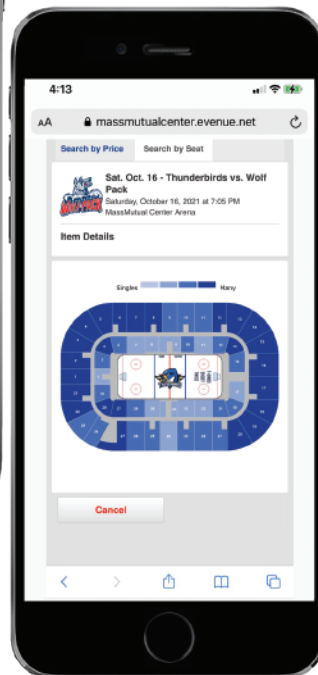 4:13
AA massmutualcenter.evenue.net
Search by Price Search by Seat
Sat. Oct. 16 - Thunderbirds vs. Wolf
Pack
Saturday, October 16, 2021 at 7:05 PM
MassMutual Center Arena
Item Details
Singles Many
Cancel